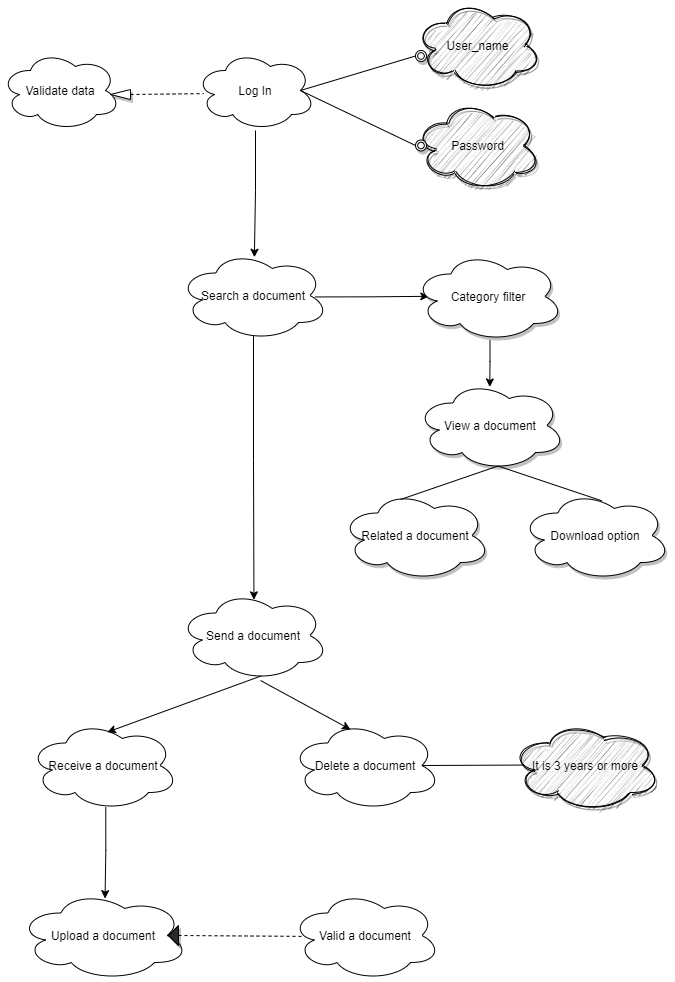 User_name
Validate data
Log In
Password
Search a document
Category filter
View a document
Related a document
Download option
Send a document
Receive a document
Delete a document
It is 3 years or more
Upload a document
Valid a document